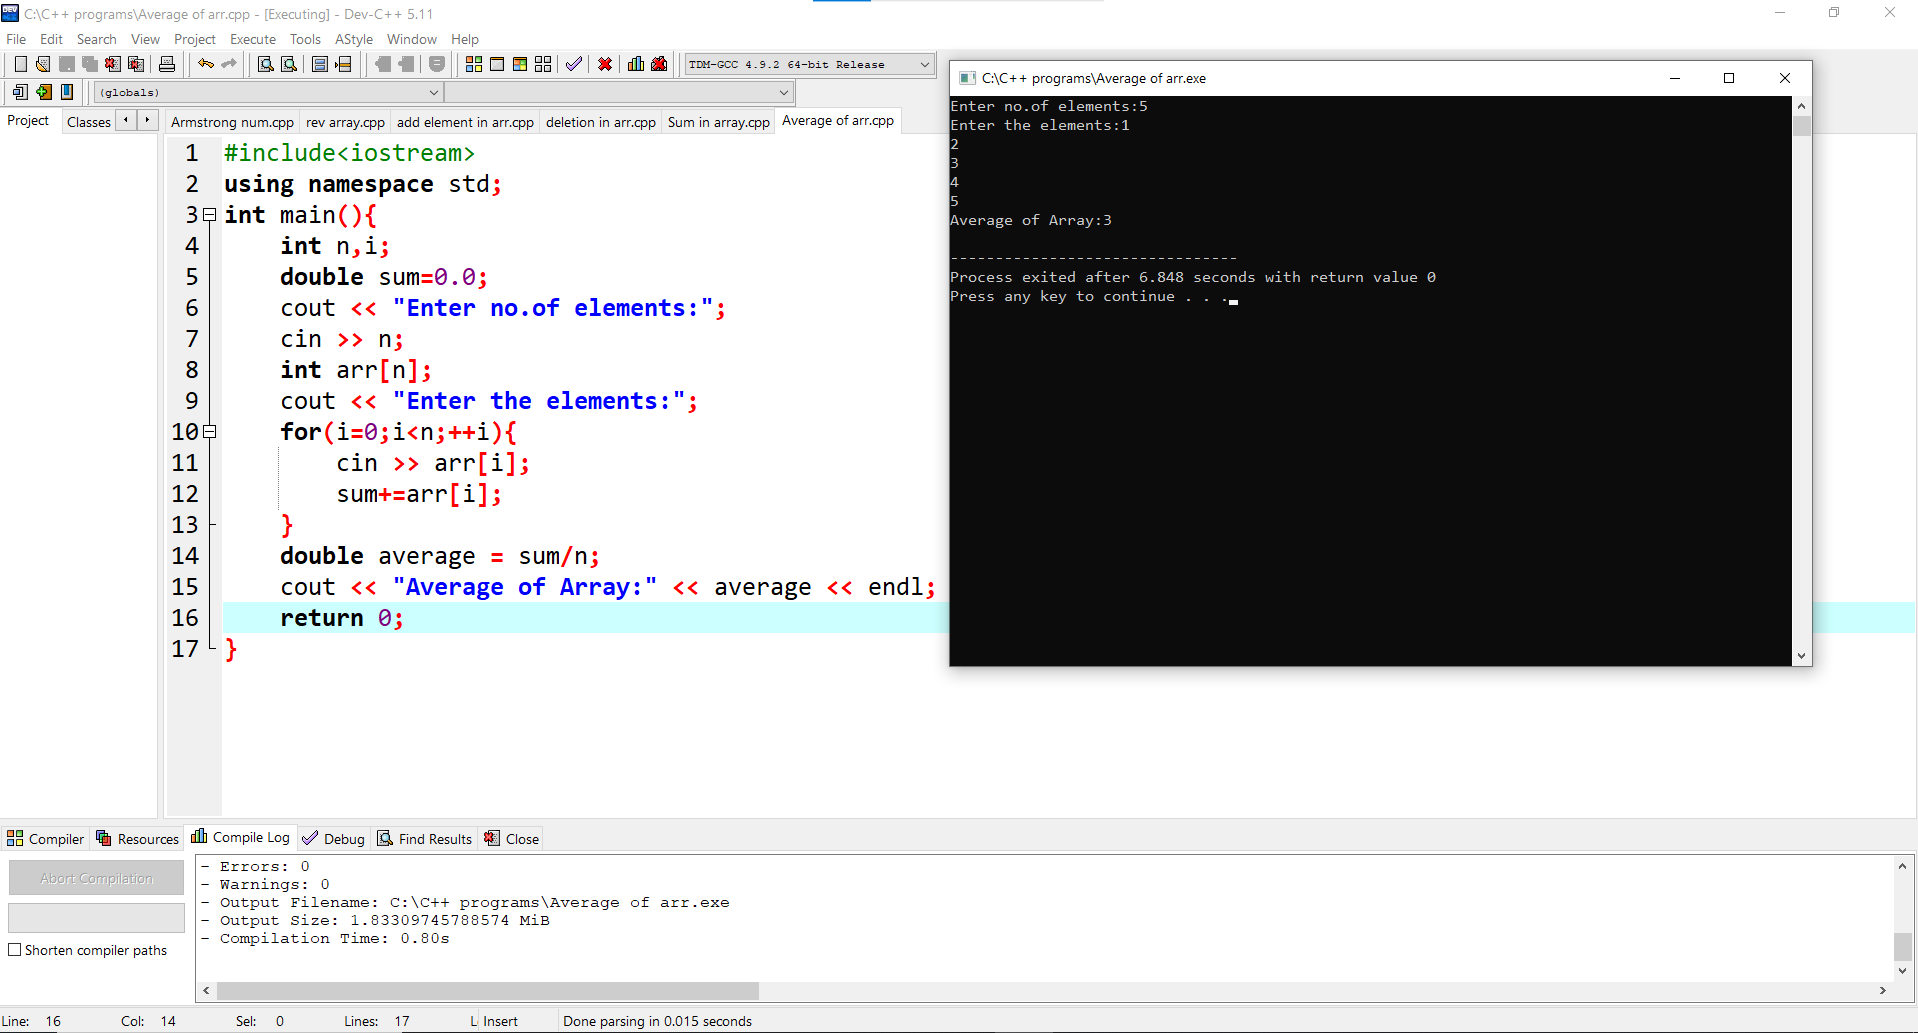 C:\C++ programs\Average of arr.cpp - [Executing] - Dev-C++ 5.11
File Edit Search View Project Execute Tools AStyle Window Help
TDM-GCC 4.9.2 64-bit Release
(globals)
Project Classes
Armstrong num.cpp rev array.cpp add element in arr.cpp deletion in arr.cpp Sum in array.cpp Average of arr.cpp
1 #include<iostream>
2 using namespace std;
3 int main(){
4 int n,i;
5 double sum=0.0;
6 cout << "Enter no.of elements:";
7 cin >> n;
8 int arr[n];
9 cout << "Enter the elements:";
10 for(i=0;i<n;++i){
11 cin >> arr[i];
12 sum+=arr[i];
13 }
14 double average = sum/n;
15 cout << "Average of Array:" << average << endl;
16 return 0;
17 }
C:\C++ programs\Average of arr.exe
Enter no.of elements:5
Enter the elements:1
2
3
4
5
Average of Array:3
--------------------------------
Process exited after 6.848 seconds with return value 0
Press any key to continue . . .
Compiler Resources Compile Log Debug Find Results Close
Abort Compilation
Shorten compiler paths
- Errors: 0
- Warnings: 0
- Output Filename: C:\C++ programs\Average of arr.exe
- Output Size: 1.83309745788574 MiB
- Compilation Time: 0.80s
Line: 16 Col: 14 Sel: 0 Lines: 17 L Insert Done parsing in 0.015 seconds